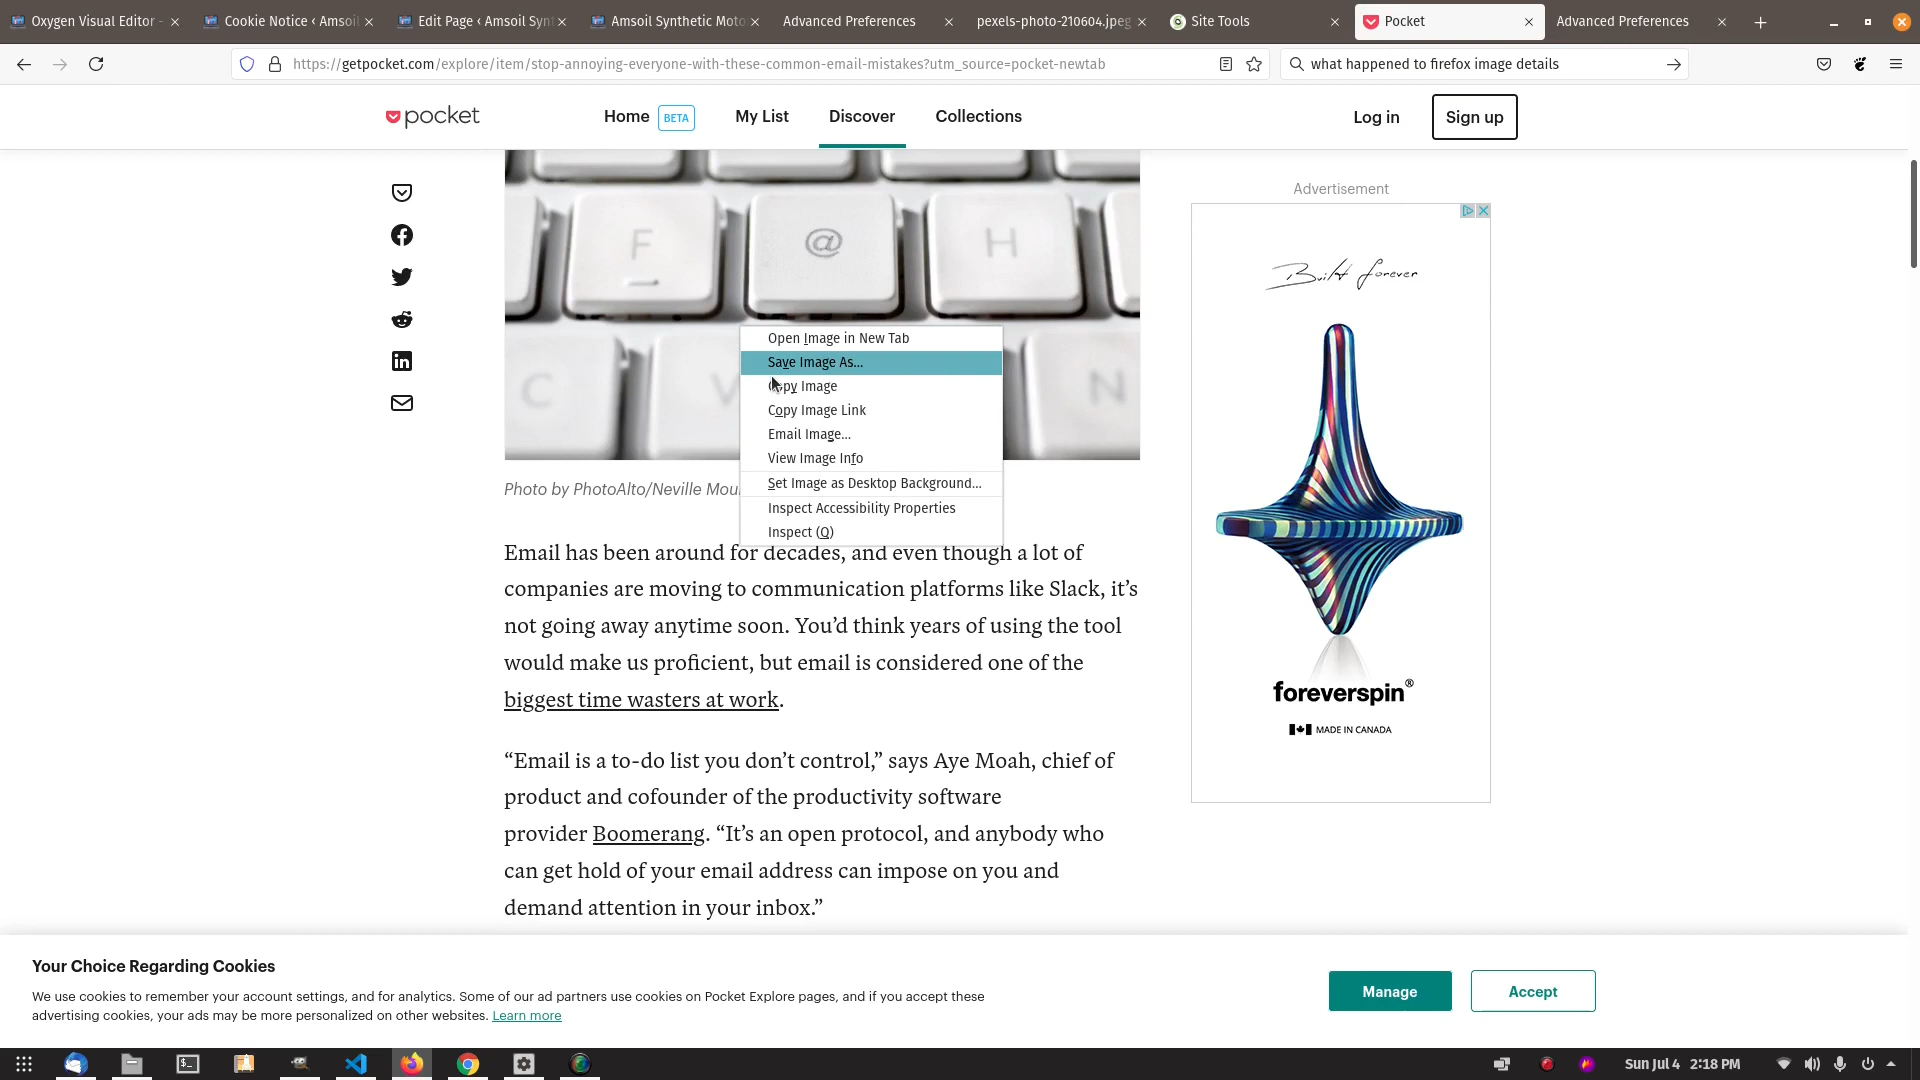 Oxygen Visual Editor -
Cookie Notice ‹ Amsoil
Edit Page ‹ Amsoil Synt
Amsoil Synthetic Moto
Advanced Preferences
pexels-photo-210604.jpeg
Site Tools
Pocket
Advanced Preferences
https://getpocket.com/explore/item/stop-annoying-everyone-with-these-common-email-mistakes?utm_source=pocket-newtab
what happened to firefox image details
pocket
Home BETA
My List
Discover
Collections
Log in
Sign up
F
@
H
C
V
N
Open Image in New Tab
Save Image As...
Copy Image
Copy Image Link
Email Image...
View Image Info
Set Image as Desktop Background...
Inspect Accessibility Properties
Inspect (Q)
Photo by PhotoAlto/Neville Mou
Email has been around for decades, and even though a lot of
companies are moving to communication platforms like Slack, it’s
not going away anytime soon. You’d think years of using the tool
would make us proficient, but email is considered one of the
biggest time wasters at work.
“Email is a to-do list you don’t control,” says Aye Moah, chief of
product and cofounder of the productivity software
provider Boomerang. “It’s an open protocol, and anybody who
can get hold of your email address can impose on you and
demand attention in your inbox.”
Advertisement
Built forever
foreverspin®
MADE IN CANADA
Your Choice Regarding Cookies
We use cookies to remember your account settings, and for analytics. Some of our ad partners use cookies on Pocket Explore pages, and if you accept these
advertising cookies, your ads may be more personalized on other websites. Learn more
Manage
Accept
Sun Jul 4 2:18 PM